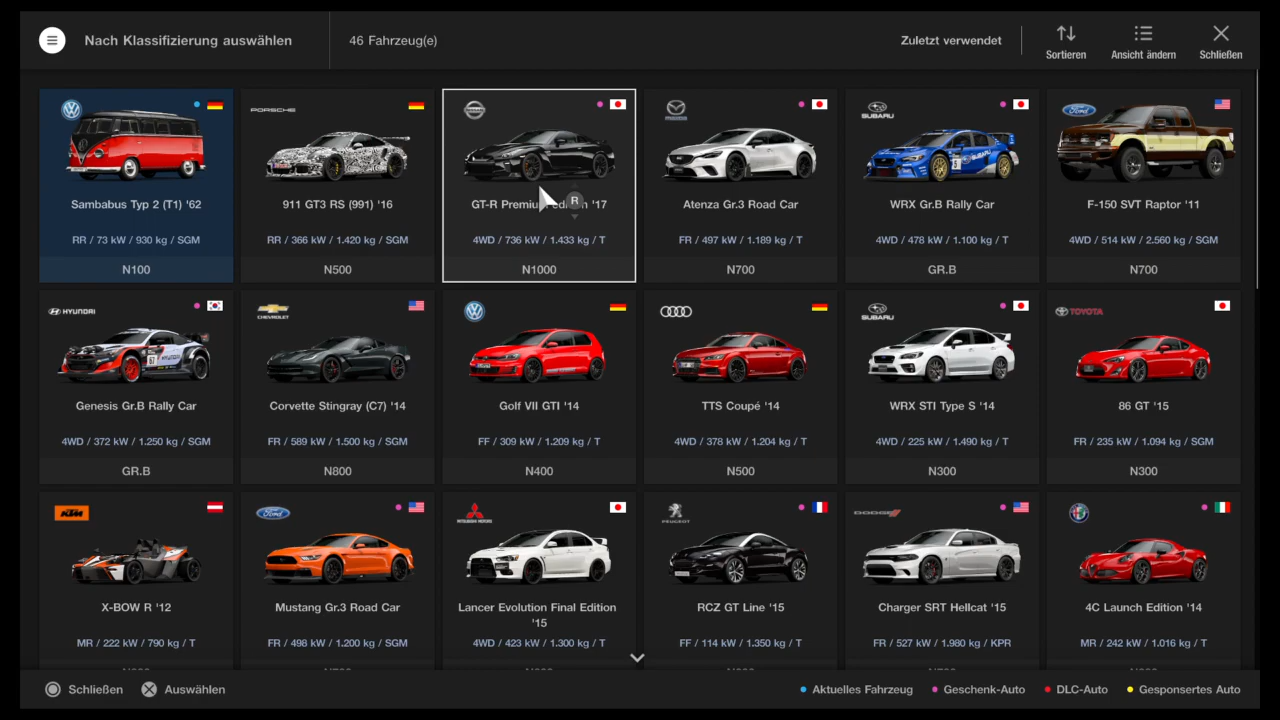 Nach Klassifizierung auswählen
46 Fahrzeug(e)
Zuletzt verwendet
Sortieren
Ansicht ändern
Schließen
PORSCHE
NISSAN
MAZDA
SUBARU
Ford
Sambabus Typ 2 (T1) '62
911 GT3 RS (991) '16
GT-R Premium edition '17
R
Atenza Gr.3 Road Car
WRX Gr.B Rally Car
F-150 SVT Raptor '11
RR / 73 kW / 930 kg / SGM
RR / 366 kW / 1.420 kg / SGM
4WD / 736 kW / 1.433 kg / T
FR / 497 kW / 1.189 kg / T
4WD / 478 kW / 1.100 kg / T
4WD / 514 kW / 2.560 kg / SGM
N100
N500
N1000
N700
GR.B
N700
HYUNDAI
CHEVROLET
SUBARU
TOYOTA
Genesis Gr.B Rally Car
Corvette Stingray (C7) '14
Golf VII GTI '14
TTS Coupé '14
WRX STI Type S '14
86 GT '15
4WD / 372 kW / 1.250 kg / SGM
FR / 589 kW / 1.500 kg / SGM
FF / 309 kW / 1.209 kg / T
4WD / 378 kW / 1.204 kg / T
4WD / 225 kW / 1.490 kg / T
FR / 235 kW / 1.094 kg / SGM
GR.B
N800
N400
N500
N300
N300
KTM
Ford
MITSUBISHI MOTORS
PEUGEOT
DODGE
X-BOW R '12
Mustang Gr.3 Road Car
Lancer Evolution Final Edition
'15
RCZ GT Line '15
Charger SRT Hellcat '15
4C Launch Edition '14
MR / 222 kW / 790 kg / T
FR / 498 kW / 1.200 kg / SGM
4WD / 423 kW / 1.300 kg / T
FF / 114 kW / 1.350 kg / T
FR / 527 kW / 1.980 kg / KPR
MR / 242 kW / 1.016 kg / T
Schließen
Auswählen
Aktuelles Fahrzeug
Geschenk-Auto
DLC-Auto
Gesponsertes Auto